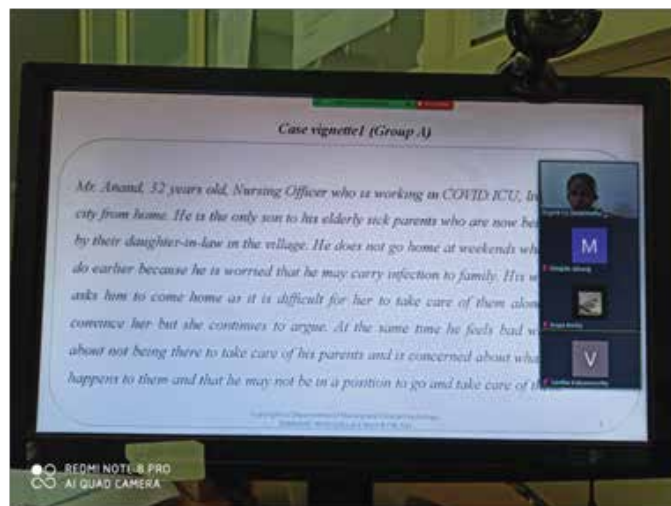 Case vignette1 (Group A)
Mr. Anand, 32 years old, Nursing Officer who is working in COVID ICU,
city from home. He is the only son to his elderly sick parents who are now
by their daughter-in-law in the village. He does not go home at weekends
do earlier because he is worried that he may carry infection to family. His
asks him to come home as it is difficult for her to take care of them
convince her but she continues to argue. At the same time he feels bad
about not being there to take care of his parents and is concerned about
happens to them and that he may not be in a position to go and take care of
M
V
REDMI NOTE 8 PRO
AI QUAD CAMERA